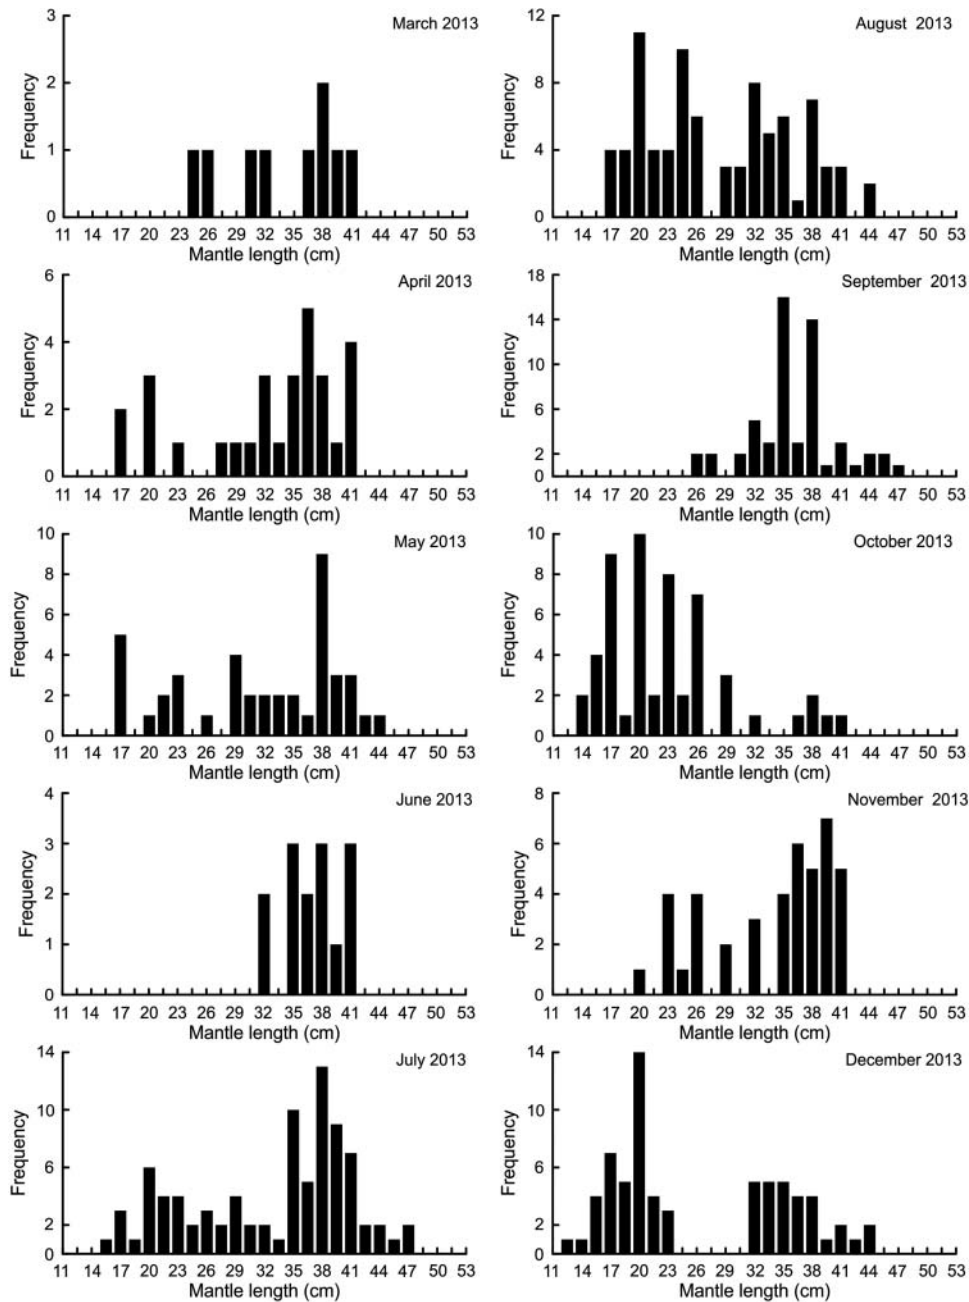 March 2013
Frequency
3
2
1
0
11 14 17 20 23 26 30 32 35 38 41 44 47 50 53
Mantle length (cm)
April 2013
Frequency
6
4
2
0
11 14 17 20 23 26 29 32 35 38 41 44 47 50 53
Mantle length (cm)
May 2013
Frequency
10
8
6
4
2
0
11 14 17 20 23 26 29 32 35 38 41 44 47 50 53
Mantle length (cm)
June 2013
Frequency
4
3
2
1
0
11 14 17 20 23 26 29 32 35 38 41 44 47 50 53
Mantle length (cm)
July 2013
Frequency
14
10
6
2
0
11 14 17 20 23 26 29 32 35 38 41 44 47 50 53
Mantle length (cm)
August 2013
Frequency
12
8
4
0
11 14 17 20 23 26 29 32 35 38 41 44 47 50 53
Mantle length (cm)
September 2013
Frequency
18
14
10
6
2
0
11 14 17 20 23 26 29 32 35 38 41 44 47 50 53
Mantle length (cm)
October 2013
Frequency
10
8
6
4
2
0
11 14 17 20 23 26 29 32 35 38 41 44 47 50 53
Mantle length (cm)
November 2013
Frequency
8
6
4
2
0
11 14 17 20 23 26 29 32 35 38 41 44 47 50 53
Mantle length (cm)
December 2013
Frequency
14
10
6
2
0
11 14 17 20 23 26 29 32 35 38 41 44 47 50 53
Mantle length (cm)